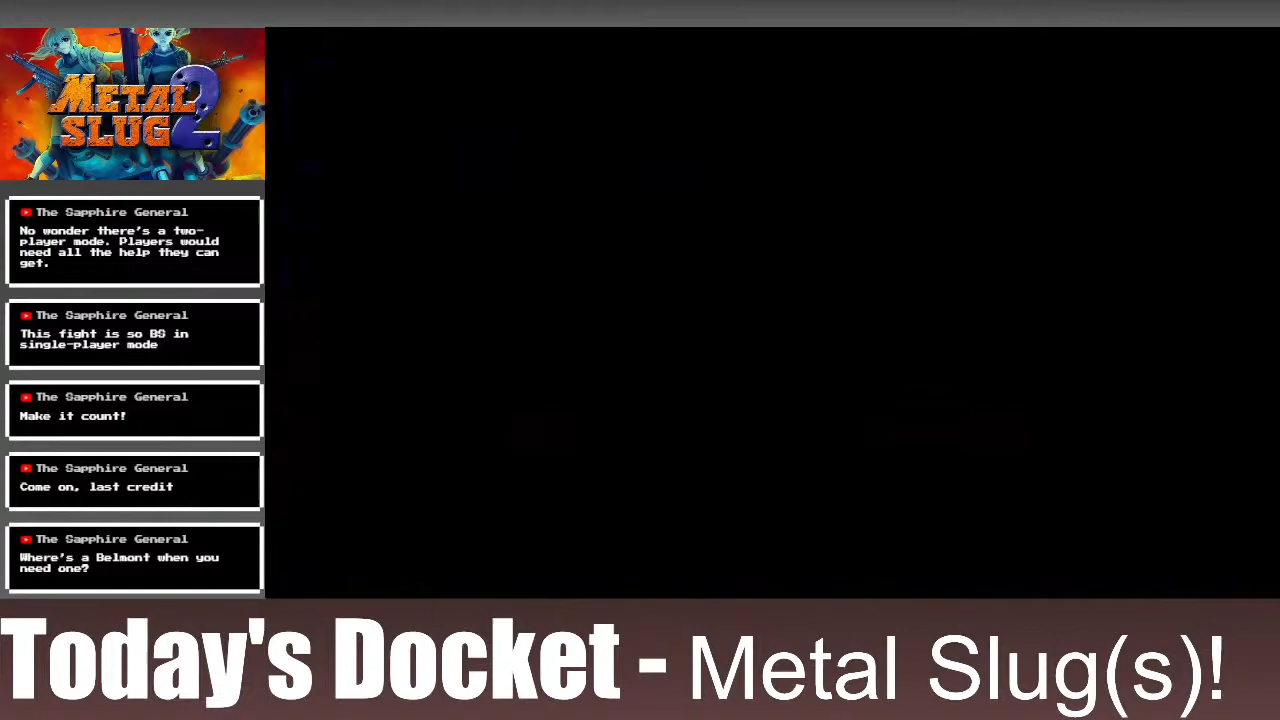 METAL
SLUG 2
The Sapphire General
No wonder there's a two-
player mode. Players would
need all the help they can
get.
The Sapphire General
This fight is so BS in
single-player mode
The Sapphire General
Make it count!
The Sapphire General
Come on, last credit
The Sapphire General
Where's a Belmont when you
need one?
Today's Docket - Metal Slug(s)!